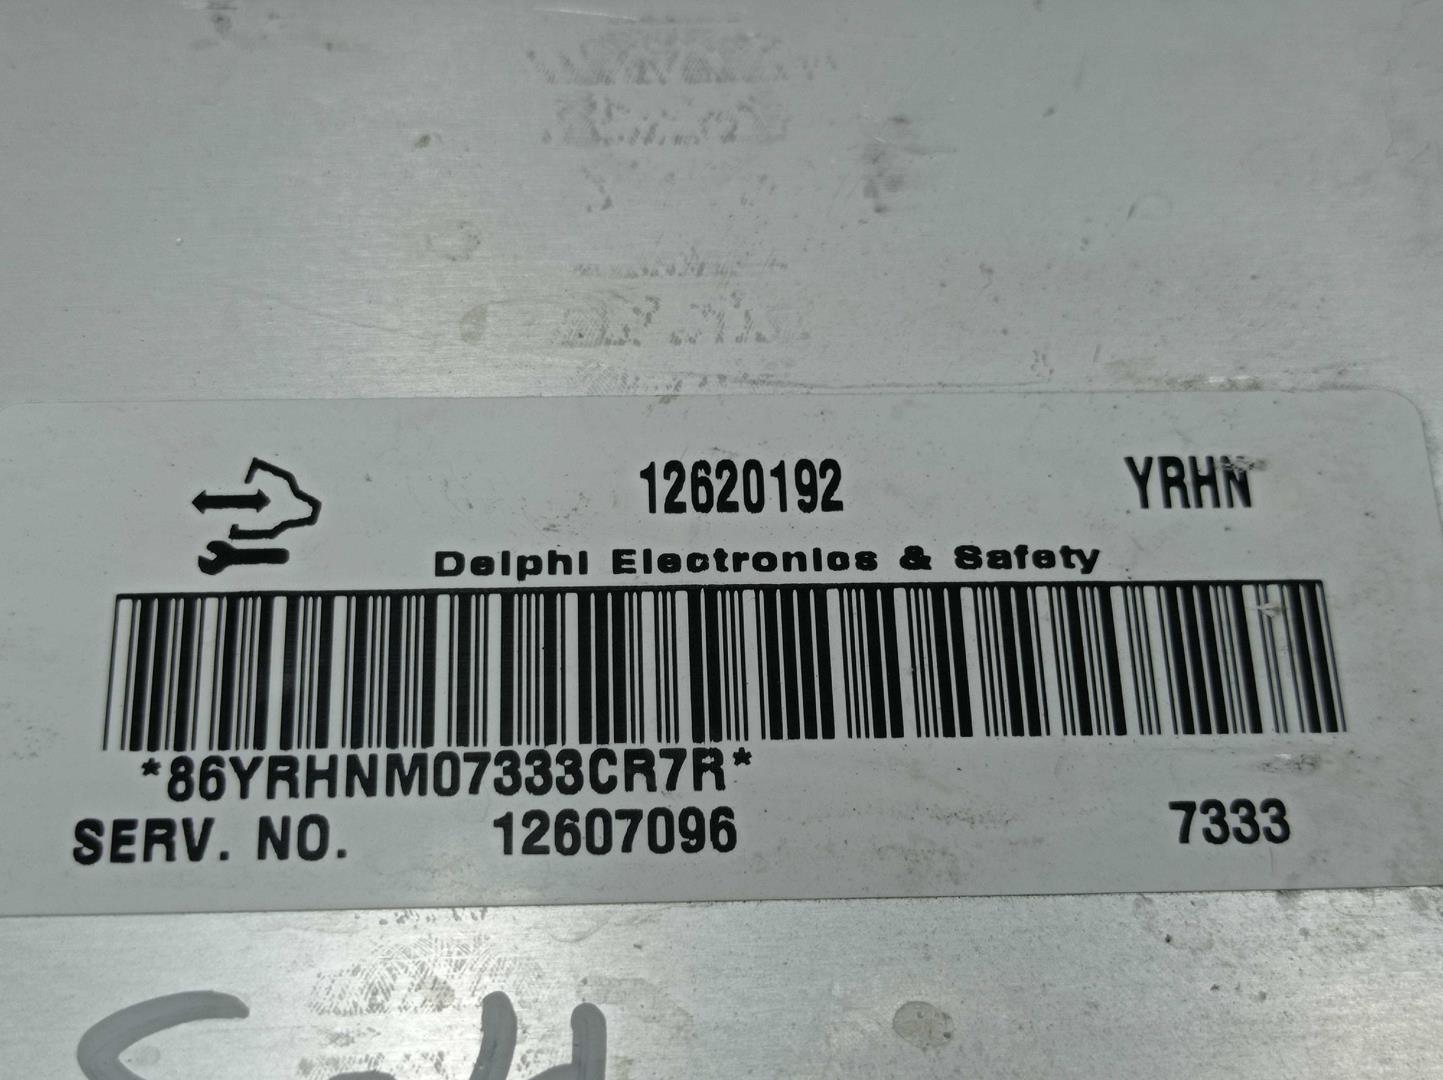 12620192 YRHN
Delphi Electronics & Safety
*86YRHNM07333CR7R*
SERV. NO. 12607096 7333